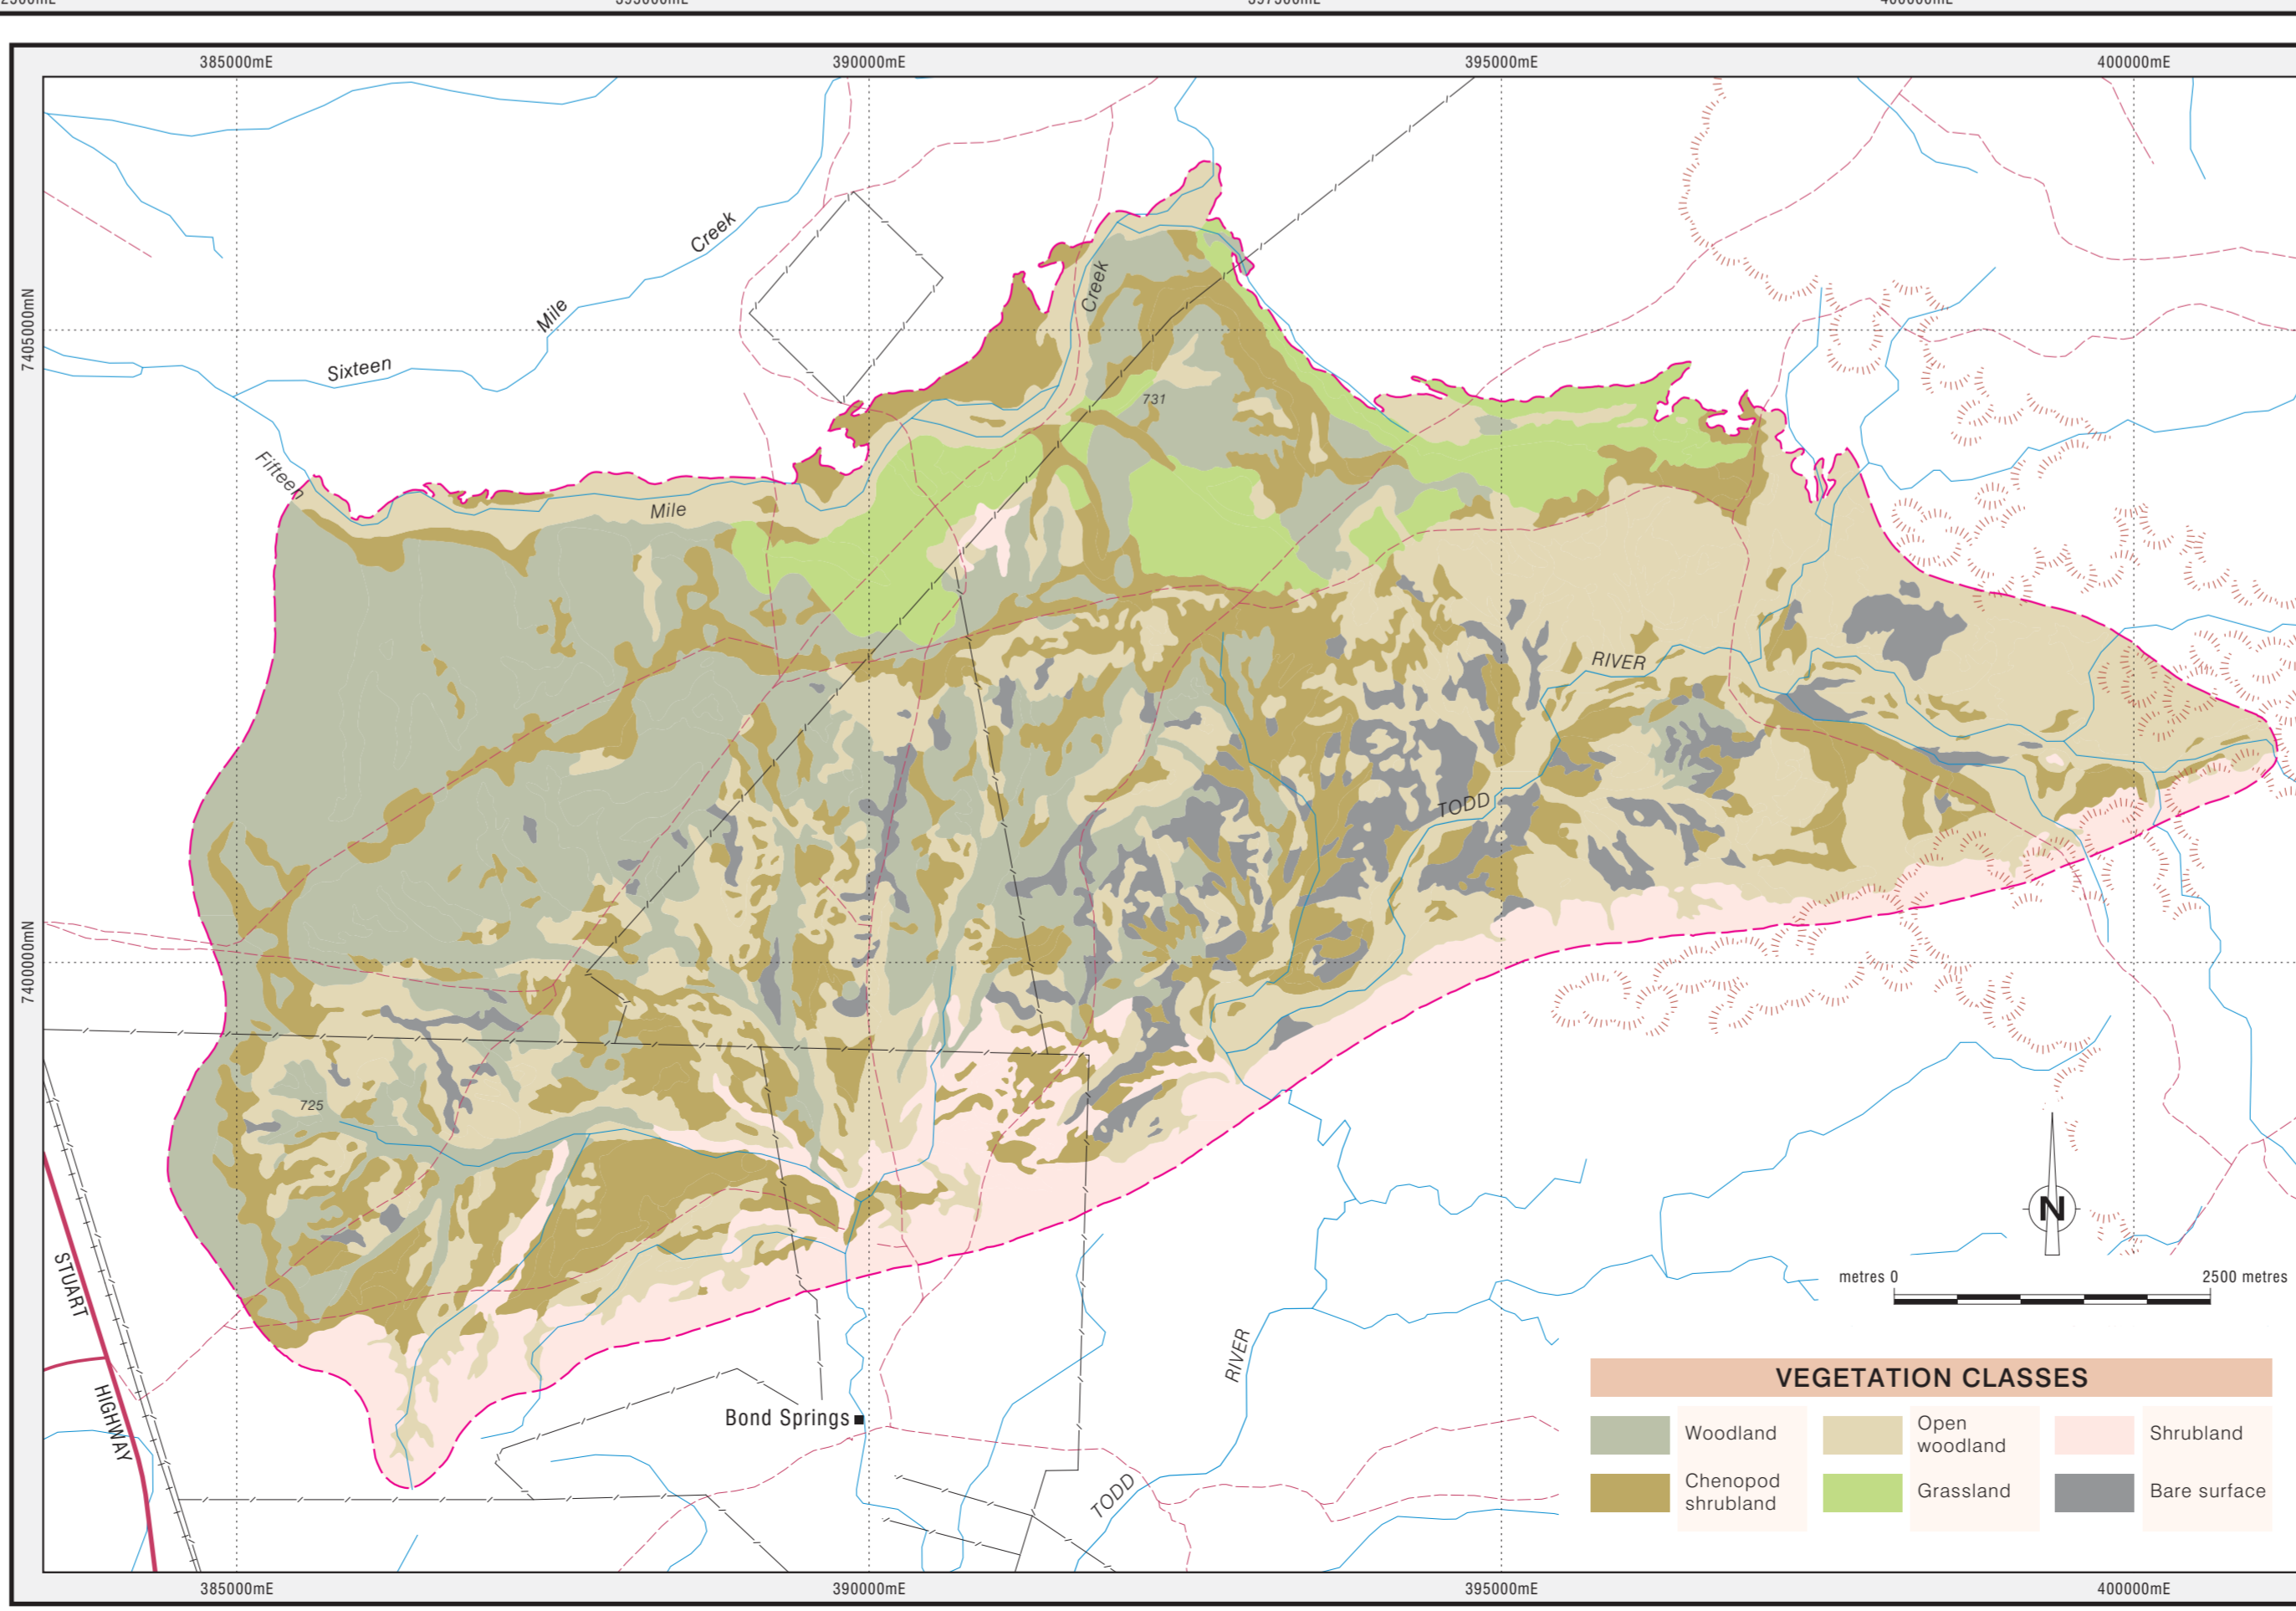 385000mE 390000mE 395000mE 400000mE
7405000mN
7400000mN
Creek
Mile
Sixteen
Fifteen
Mile
Creek
731
RIVER
TODD
725
STUART
HIGHWAY
Bond Springs
RIVER
TODD
N
metres 0 2500 metres
VEGETATION CLASSES
Woodland
Open
woodland
Shrubland
Chenopod
shrubland
Grassland
Bare surface
385000mE 390000mE 395000mE 400000mE